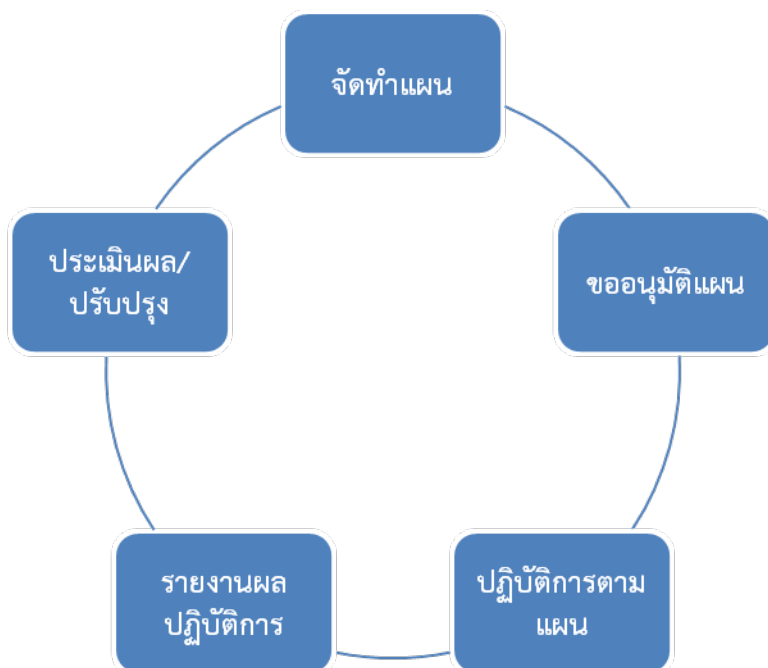 จัดทำแผน
ขออนุมัติแผน
ปฏิบัติการตาม
แผน
รายงานผล
ปฏิบัติการ
ประเมินผล/
ปรับปรุง